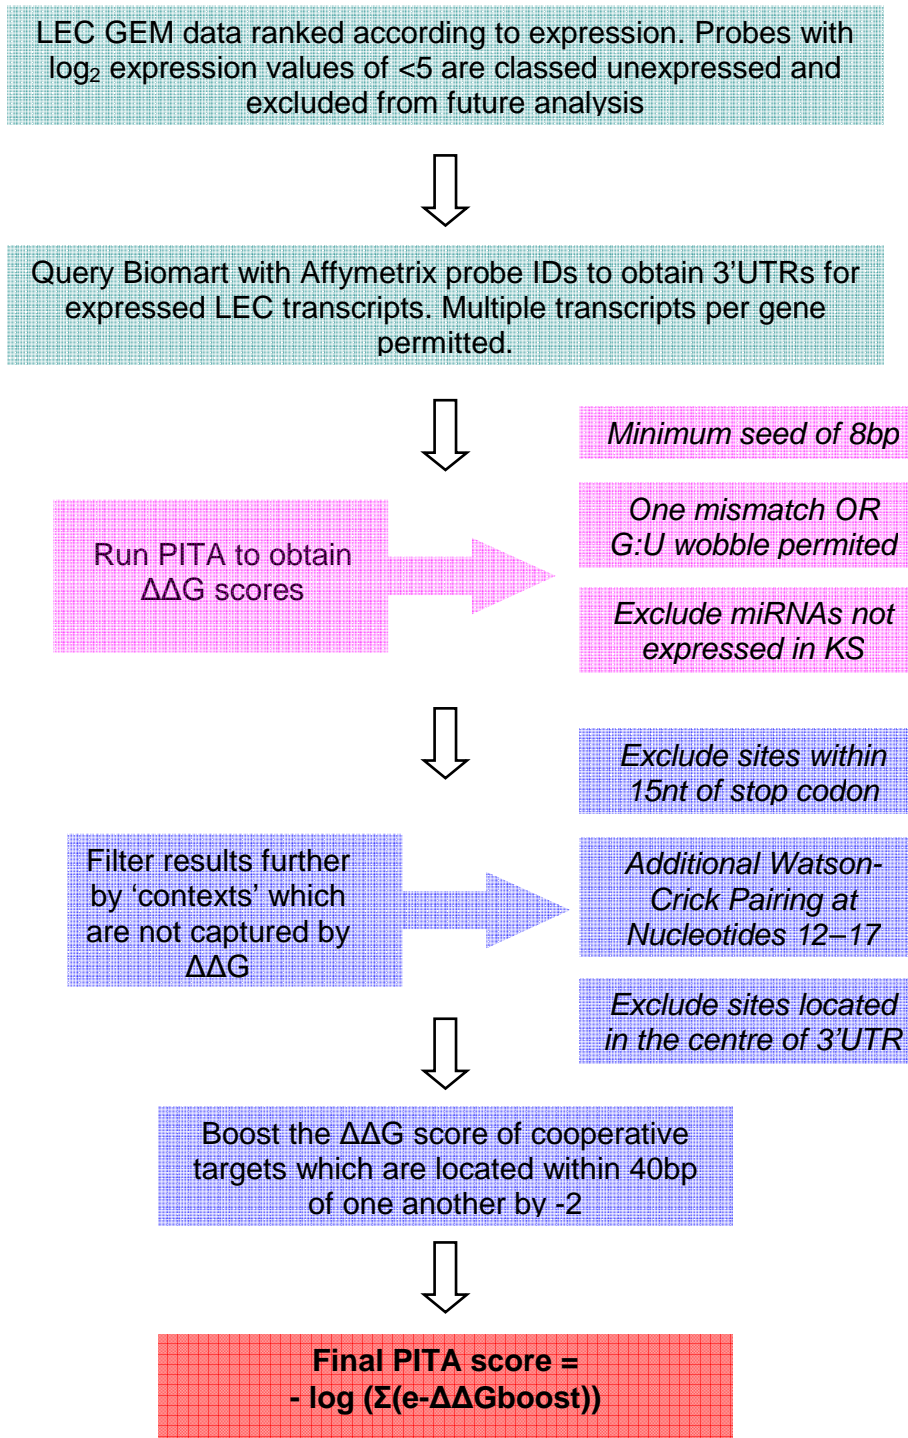 LEC GEM data ranked according to expression. Probes with
log₂ expression values of <5 are classed unexpressed and
excluded from future analysis
Query Biomart with Affymetrix probe IDs to obtain 3'UTRs for
expressed LEC transcripts. Multiple transcripts per gene
permitted.
Run PITA to obtain
ΔΔG scores
Minimum seed of 8bp
One mismatch OR
G:U wobble permited
Exclude miRNAs not
expressed in KS
Filter results further
by ‘contexts’ which
are not captured by
ΔΔG
Exclude sites within
15nt of stop codon
Additional Watson-
Crick Pairing at
Nucleotides 12–17
Exclude sites located
in the centre of 3'UTR
Boost the ΔΔG score of cooperative
targets which are located within 40bp
of one another by -2
Final PITA score =
- log (Σ(e-ΔΔGboost))